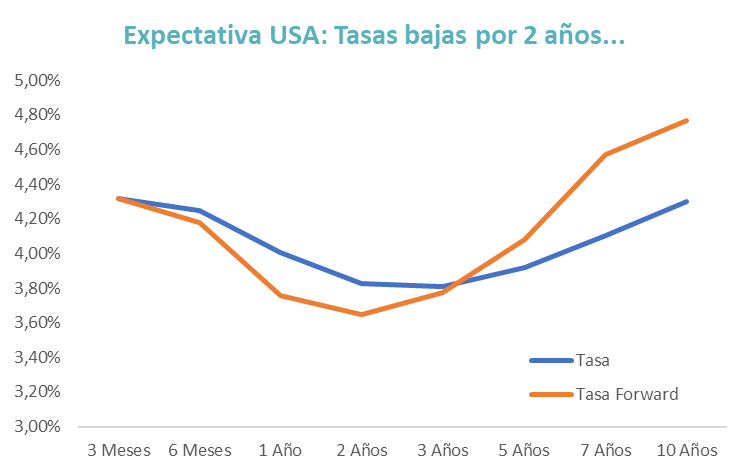 Expectativa USA: Tasas bajas por 2 años...
5,00%
4,80%
4,60%
4,40%
4,20%
4,00%
3,80%
3,60%
3,40%
3,20%
3,00%
Tasa
Tasa Forward
3 Meses 6 Meses 1 Año 2 Años 3 Años 5 Años 7 Años 10 Años